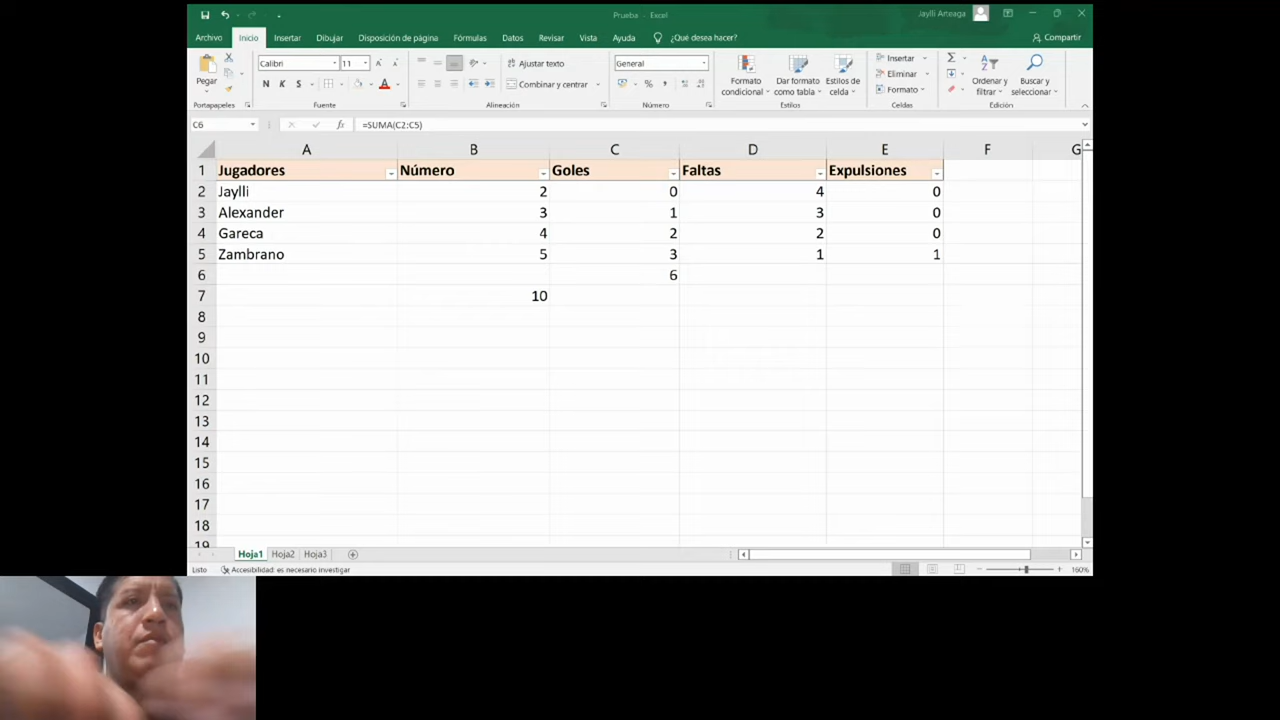 Prueba - Excel
Jaylli Arteaga
Archivo Inicio Insertar Dibujar Disposición de página Fórmulas Datos Revisar Vista Ayuda ¿Qué desea hacer? Compartir
Pegar
Calibri 11
N K S
Ajustar texto
Combinar y centrar
General
% 
Formato condicional
Dar formato como tabla
Estilos de celda
Insertar
Eliminar
Formato
Ordenar y filtrar
Buscar y seleccionar
Portapapeles Fuente Alineación Número Estilos Celdas Edición
C6 fx =SUMA(C2:C5)
A B C D E F G
1 Jugadores Número Goles Faltas Expulsiones
2 Jaylli 2 0 4 0
3 Alexander 3 1 3 0
4 Gareca 4 2 2 0
5 Zambrano 5 3 1 1
6 6
7 10
8
9
10
11
12
13
14
15
16
17
18
19
Hoja1 Hoja2 Hoja3
Listo Accesibilidad: es necesario investigar 160%